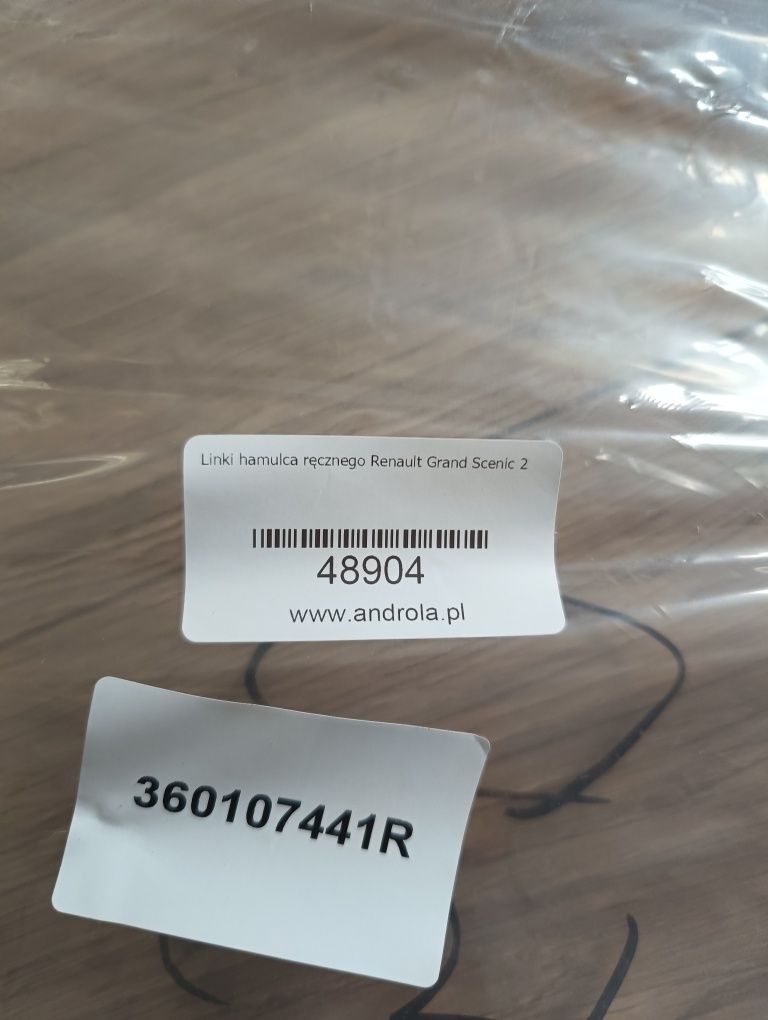 Linki hamulca ręcznego Renault Grand Scenic 2
48904
www.androla.pl
360107441R